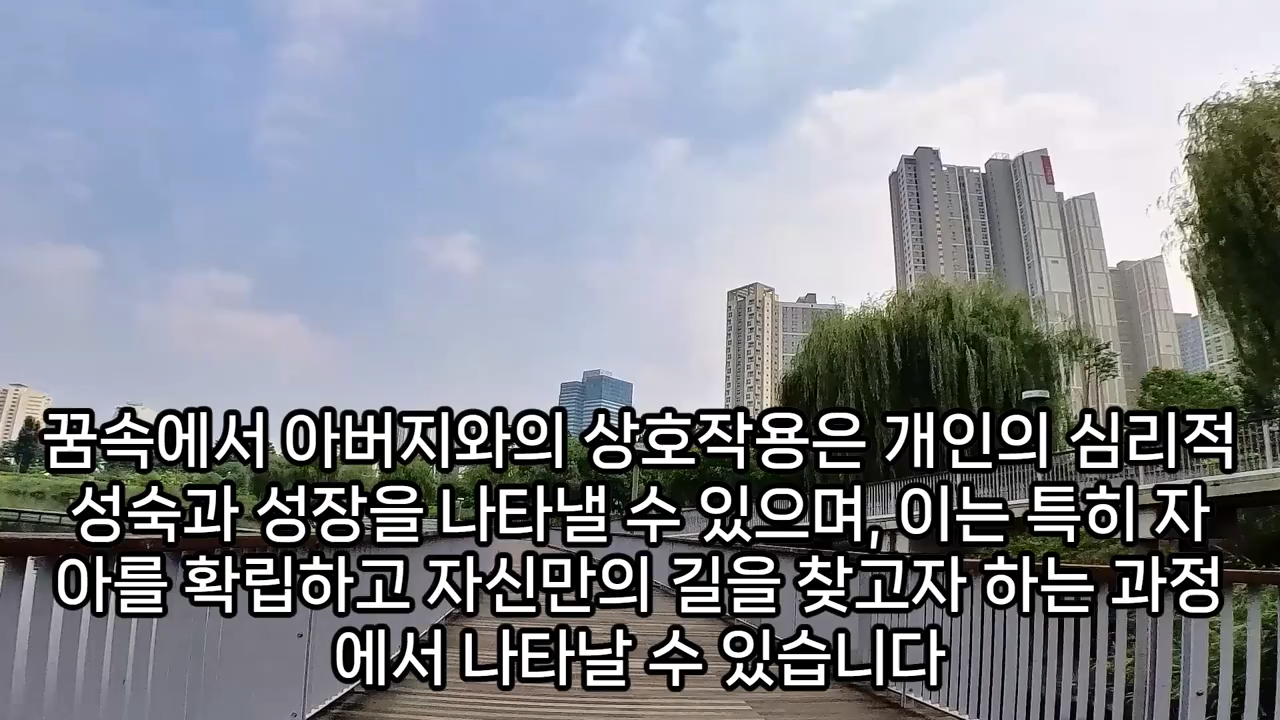 꿈속에서 아버지와의 상호작용은 개인의 심리적
성숙과 성장을 나타낼 수 있으며, 이는 특히 자
아를 확립하고 자신만의 길을 찾고자 하는 과정
에서 나타날 수 있습니다